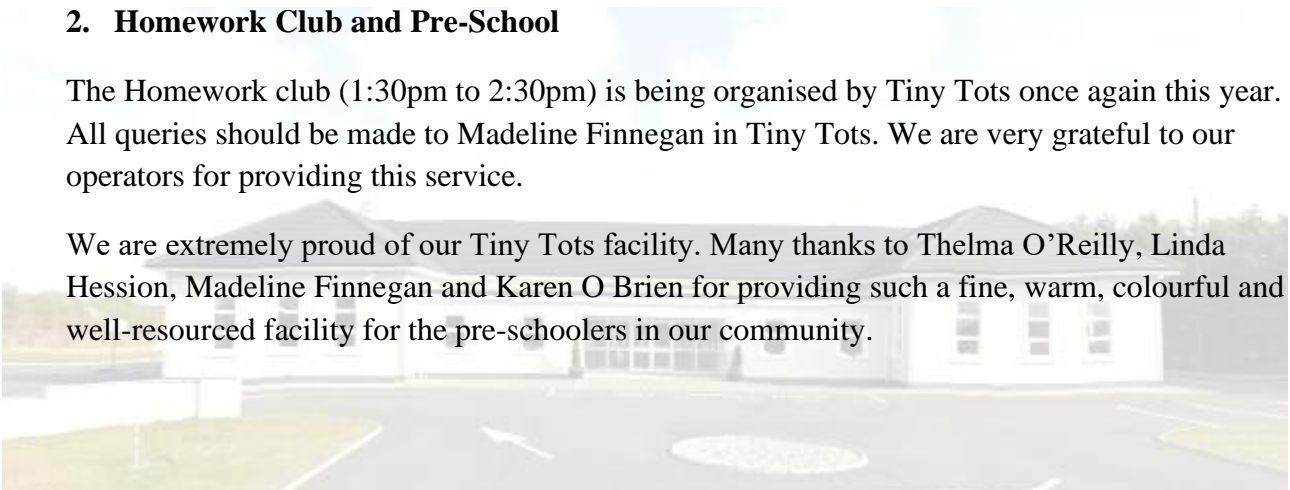 2. Homework Club and Pre-School
The Homework club (1:30pm to 2:30pm) is being organised by Tiny Tots once again this year.
All queries should be made to Madeline Finnegan in Tiny Tots. We are very grateful to our
operators for providing this service.
We are extremely proud of our Tiny Tots facility. Many thanks to Thelma O’Reilly, Linda
Hession, Madeline Finnegan and Karen O Brien for providing such a fine, warm, colourful and
well-resourced facility for the pre-schoolers in our community.